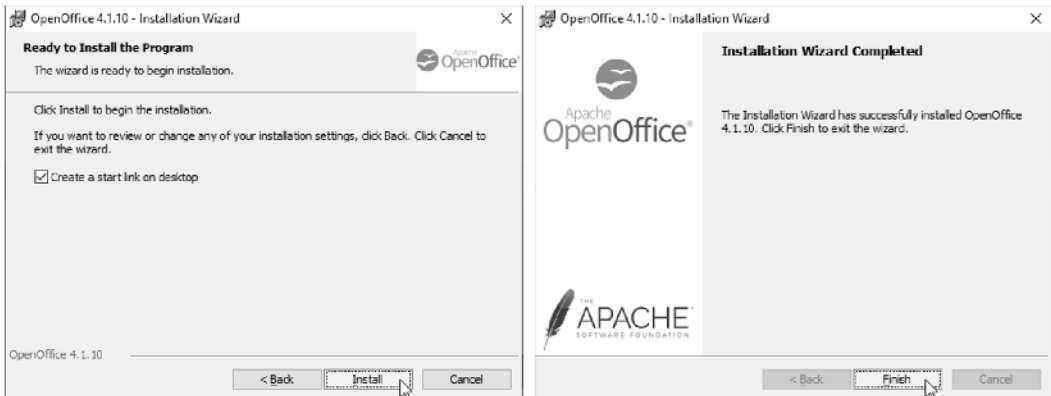 OpenOffice 4.1.10 - Installation Wizard
Ready to Install the Program
The wizard is ready to begin installation.
Apache
OpenOffice
Click Install to begin the installation.
If you want to review or change any of your installation settings, click Back. Click Cancel to
exit the wizard.
Create a start link on desktop
OpenOffice 4.1.10
< Back
Install
Cancel
OpenOffice 4.1.10 - Installation Wizard
Apache
OpenOffice®
Installation Wizard Completed
The Installation Wizard has successfully installed OpenOffice
4.1.10. Click Finish to exit the wizard.
THE
APACHE
SOFTWARE FOUNDATION
< Back
Finish
Cancel